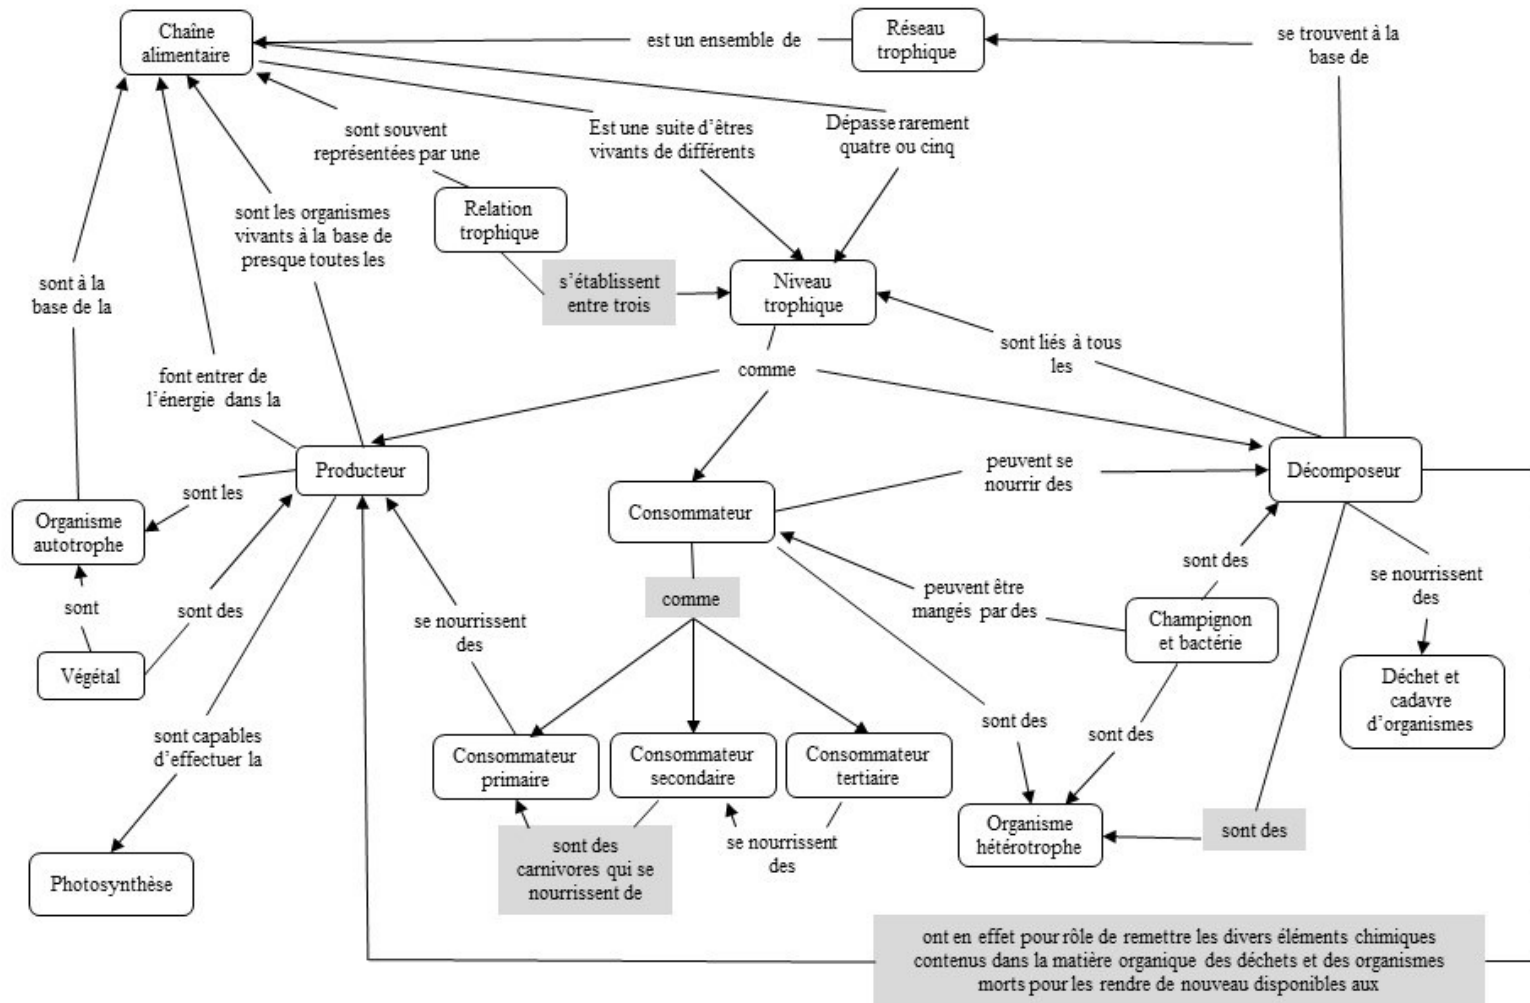 Chaîne
alimentaire
est un ensemble de
Réseau
trophique
se trouvent à la
base de
sont souvent
représentées par une
Est une suite d'êtres
vivants de différents
Dépasse rarement
quatre ou cinq
sont les organismes
vivants à la base de
presque toutes les
Relation
trophique
sont à la
base de la
s'établissent
entre trois
Niveau
trophique
sont liés à tous
les
font entrer de
l'énergie dans la
comme
Producteur
peuvent se
nourrir des
Décomposeur
sont les
Organisme
autotrophe
Consommateur
sont des
se nourrissent
des
sont
sont des
se nourrissent
des
comme
peuvent être
mangés par des
Champignon
et bactérie
Végétal
Déchet et
cadavre
d'organismes
sont capables
d'effectuer la
sont des
sont des
Consommateur
primaire
Consommateur
secondaire
Consommateur
tertiaire
Organisme
hétérotrophe
sont des
sont des
carnivores qui se
nourrissent de
se nourrissent
des
Photosynthèse
ont en effet pour rôle de remettre les divers éléments chimiques
contenus dans la matière organique des déchets et des organismes
morts pour les rendre de nouveau disponibles aux